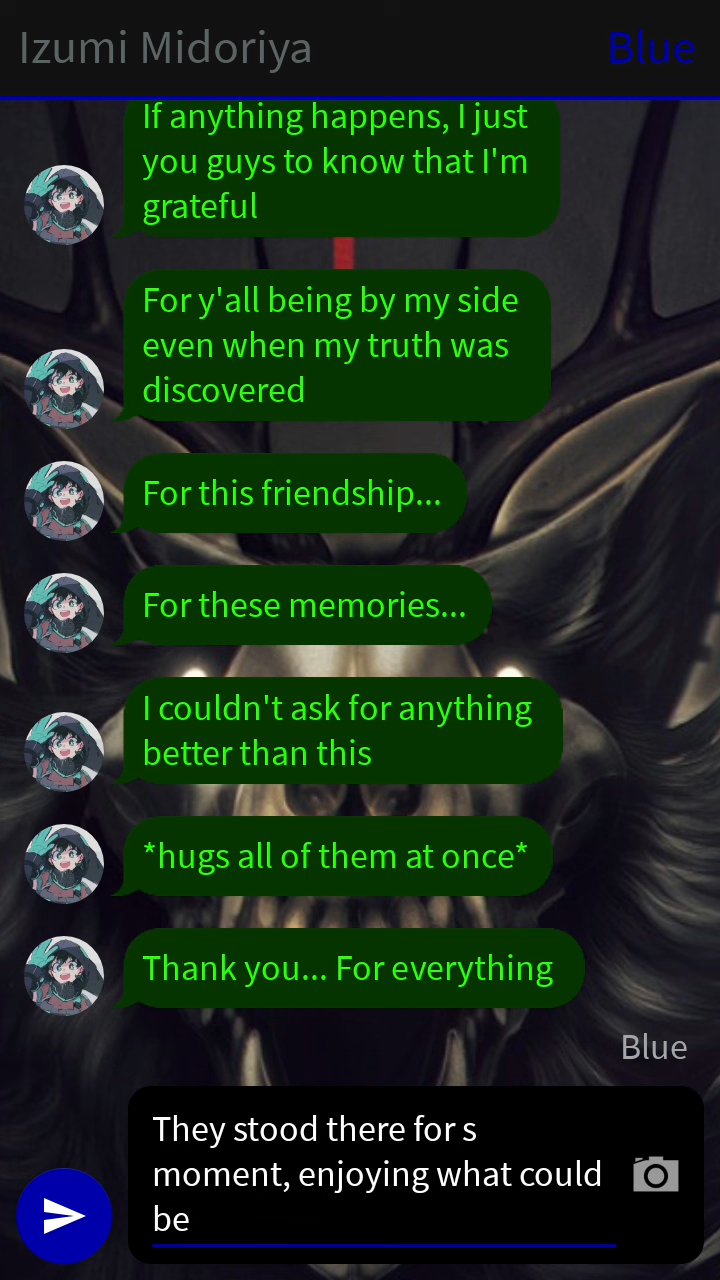 Izumi Midoriya
Blue
If anything happens, I just
you guys to know that I'm
grateful
For y'all being by my side
even when my truth was
discovered
For this friendship...
For these memories...
I couldn't ask for anything
better than this
*hugs all of them at once*
Thank you... For everything
Blue
They stood there for s
moment, enjoying what could
be